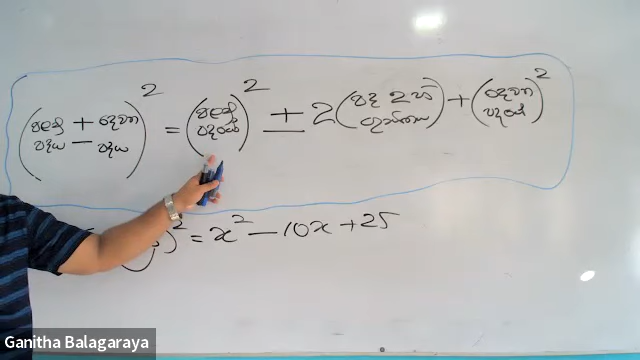 (පළමු පදය ± දෙවන පදය)² = (පළමු පදයේ)² ± 2(පද 2හි ගුණිතය) + (දෙවන පදයේ)²
)² = x² − 10x + 25
Ganitha Balagaraya